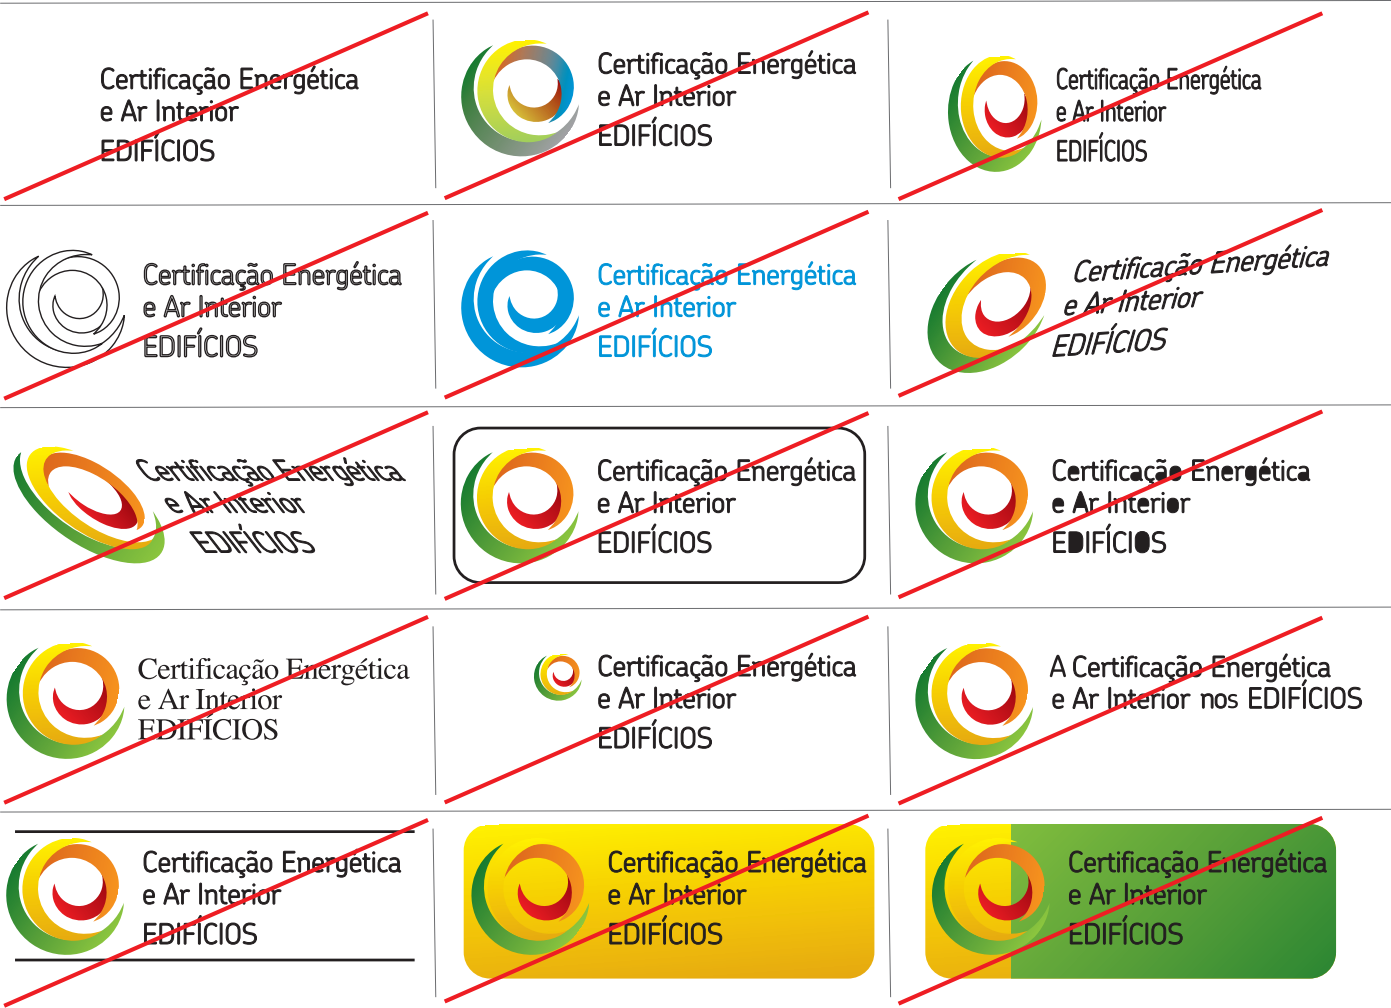 Certificação Energética
e Ar Interior
EDIFÍCIOS
Certificação Energética
e Ar Interior
EDIFÍCIOS
Certificação Energética
e Ar Interior
EDIFÍCIOS
Certificação Energética
e Ar Interior
EDIFÍCIOS
Certificação Energética
e Ar Interior
EDIFÍCIOS
Certificação Energética
e Ar Interior
EDIFÍCIOS
Certificação Energética
e Ar Interior
EDIFÍCIOS
Certificação Energética
e Ar Interior
EDIFÍCIOS
Certificação Energética
e Ar Interior
EDIFÍCIOS
Certificação Energética
e Ar Interior
EDIFÍCIOS
Certificação Energética
e Ar Interior
EDIFÍCIOS
A Certificação Energética
e Ar Interior nos EDIFÍCIOS
Certificação Energética
e Ar Interior
EDIFÍCIOS
Certificação Energética
e Ar Interior
EDIFÍCIOS
Certificação Energética
e Ar Interior
EDIFÍCIOS